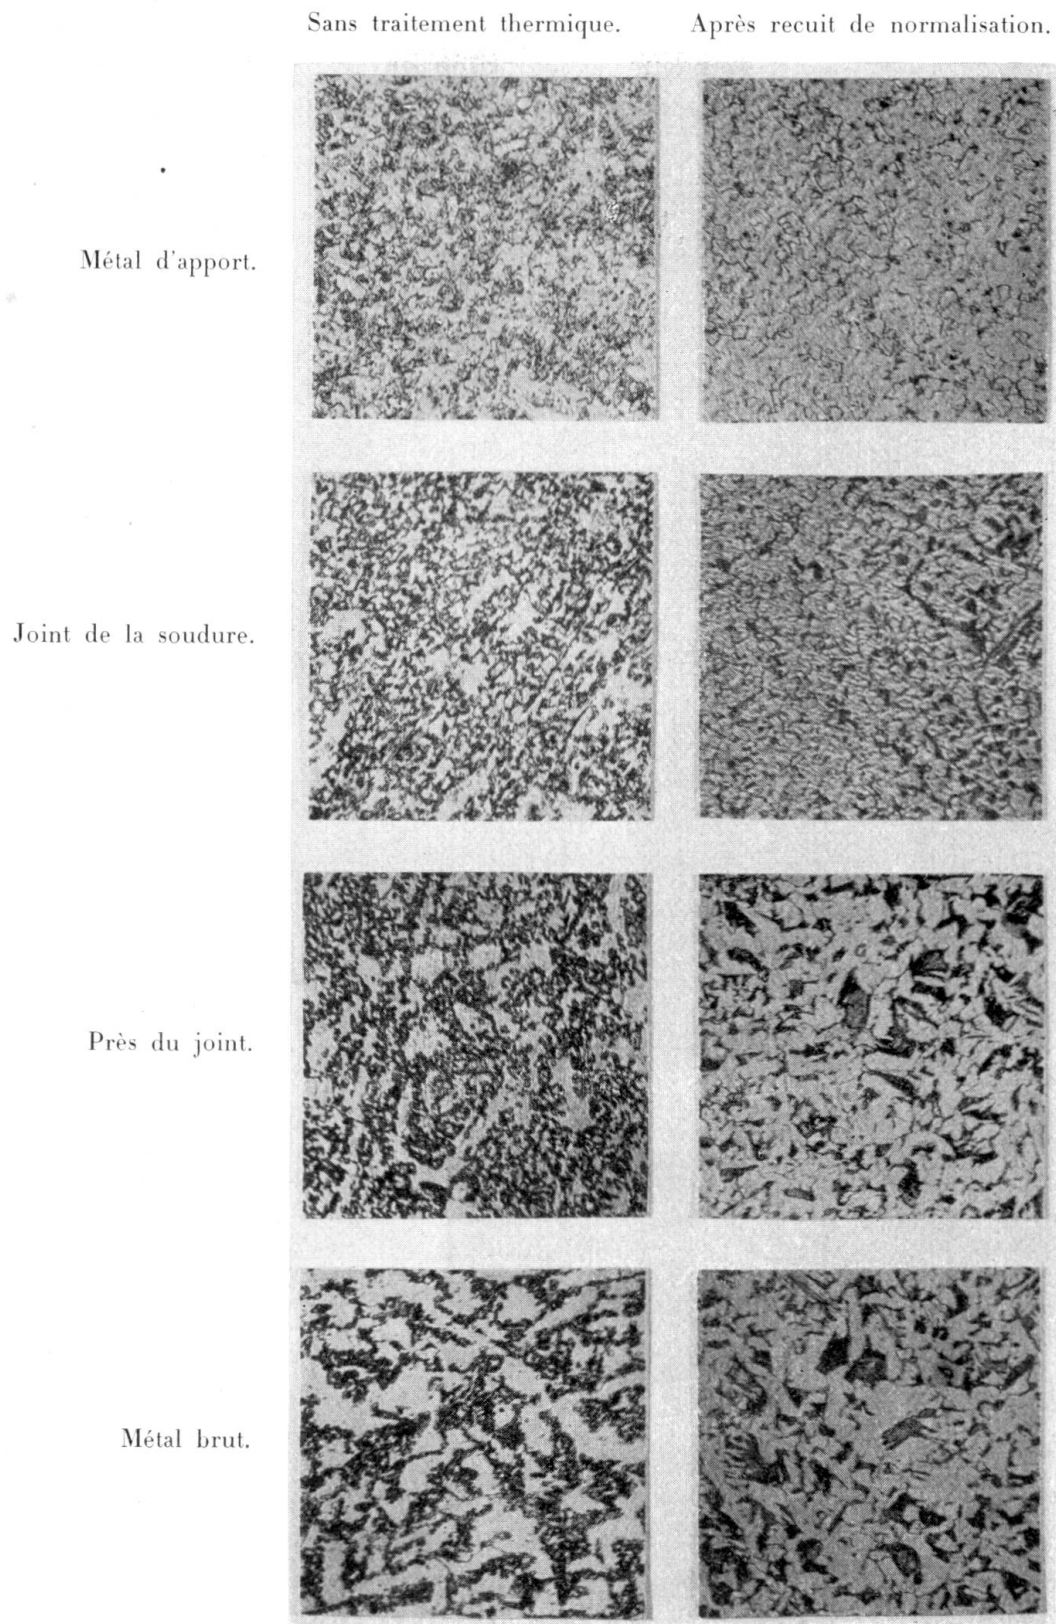 Sans traitement thermique. Après recuit de normalisation.
Métal d'apport.
Joint de la soudure.
Près du joint.
Métal brut.